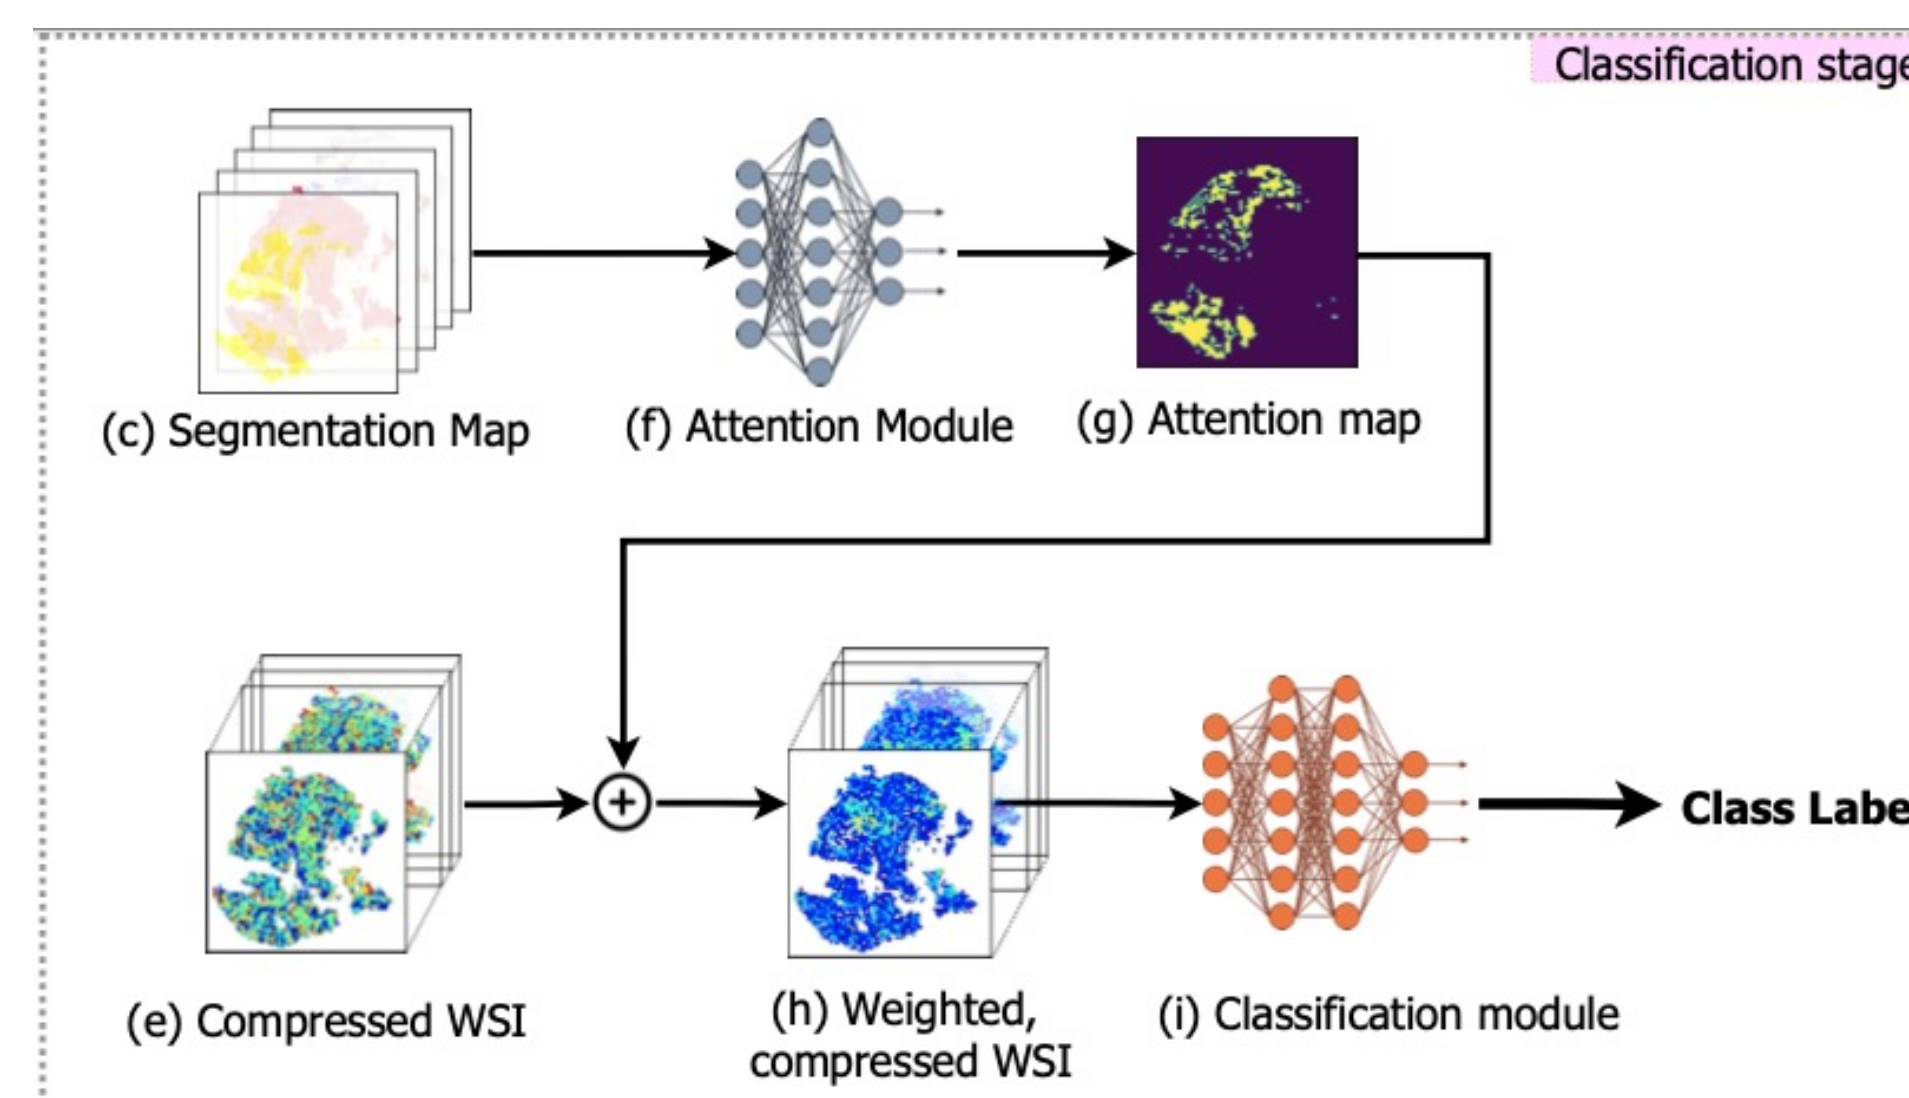 Classification stage
(c) Segmentation Map
(f) Attention Module
(g) Attention map
+
Class Labe
(e) Compressed WSI
(h) Weighted,
compressed WSI
(i) Classification module